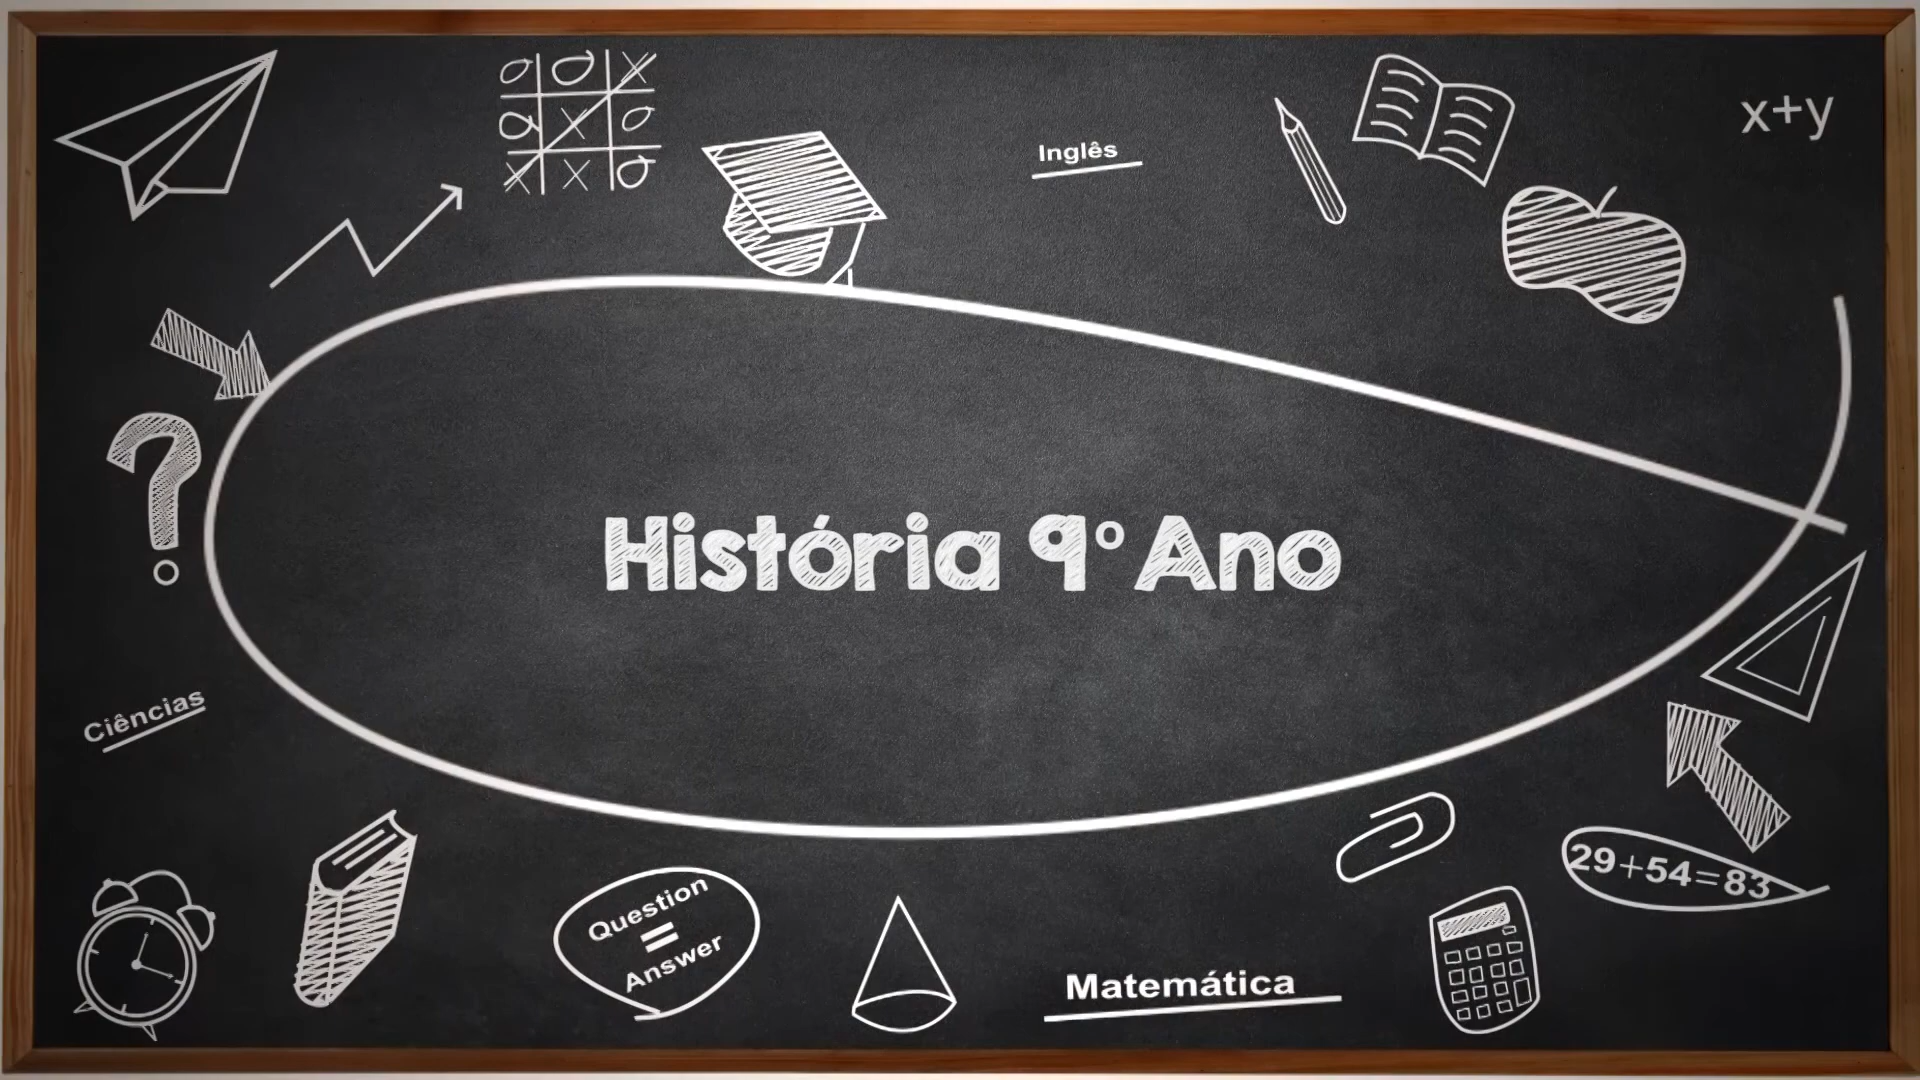 O O X
O X O
X X O
Inglês
x+y
História 9º Ano
Ciências
29+54=83
Question
=
Answer
Matemática